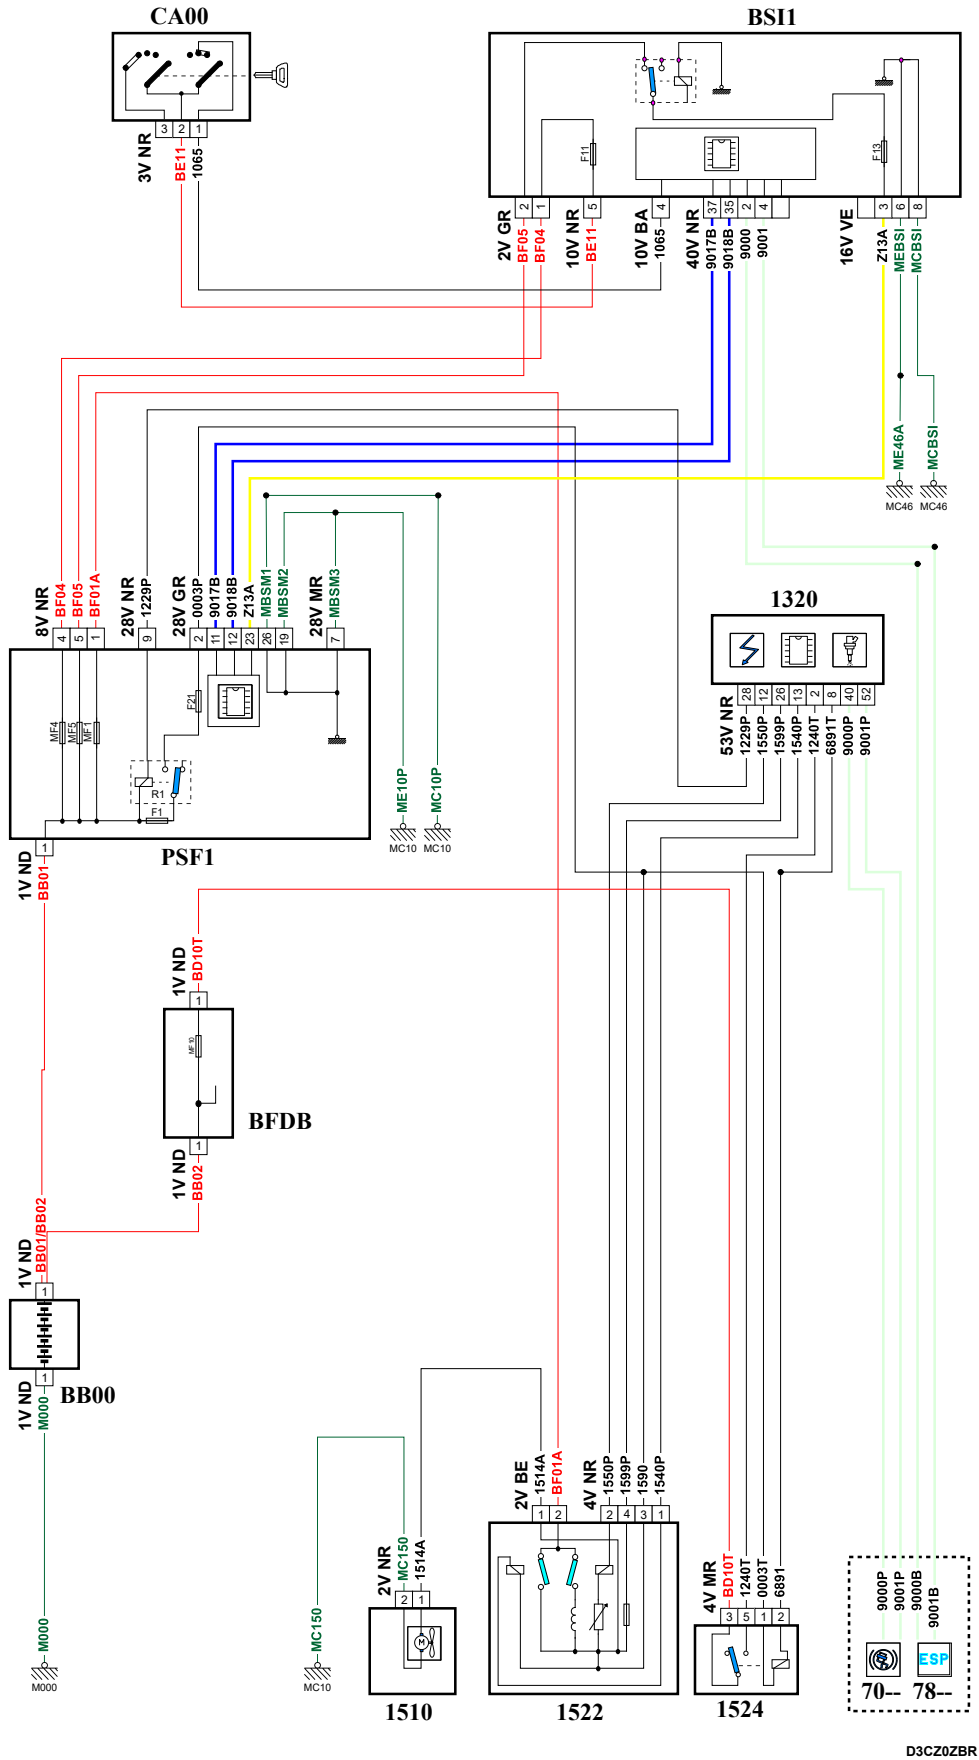 CA00
BSI1
3 2 1
3V NR
BE11
1065
F11
F13
2 1 5 4 37 35 2 4 3 6 8
2V GR
BF05
BF04
10V NR
BE11
10V BA
1065
40V NR
9017B
9018B
9000
9001
16V VE
Z13A
MEBSI
MCBSI
ME46A
MCBSI
MC46
MC46
8V NR
BF04
BF05
BF01A
28V NR
1229P
28V GR
0003P
9017B
9018B
Z13A
MBSM1
MBSM2
28V MR
MBSM3
4 5 1 9 2 11 12 23 26 19 7
MF4
MF5
MF1
F21
R1
F1
PSF1
ME10P
MC10P
MC10
MC10
1320
28 12 26 13 2 8 40 52
53V NR
1229P
1550P
1599P
1540P
1240T
6891T
9000P
9001P
1
1V ND
BB01
1V ND
BD10T
1
MF10
BFDB
1
1V ND
BB02
1V ND
BB01/BB02
1
1
BB00
1V ND
M000
M000
M000
MC150
MC10
2V NR
MC150
1514A
2 1
M
1510
2V BE
1514A
BF01A
4V NR
1550P
1599P
1590
1540P
1 2 2 4 3 1
1522
4V MR
BD10T
1240T
0003T
6891
3 5 1 2
1524
9000P
9001P
9000B
9001B
ESP
70-- 78--
D3CZ0ZBR